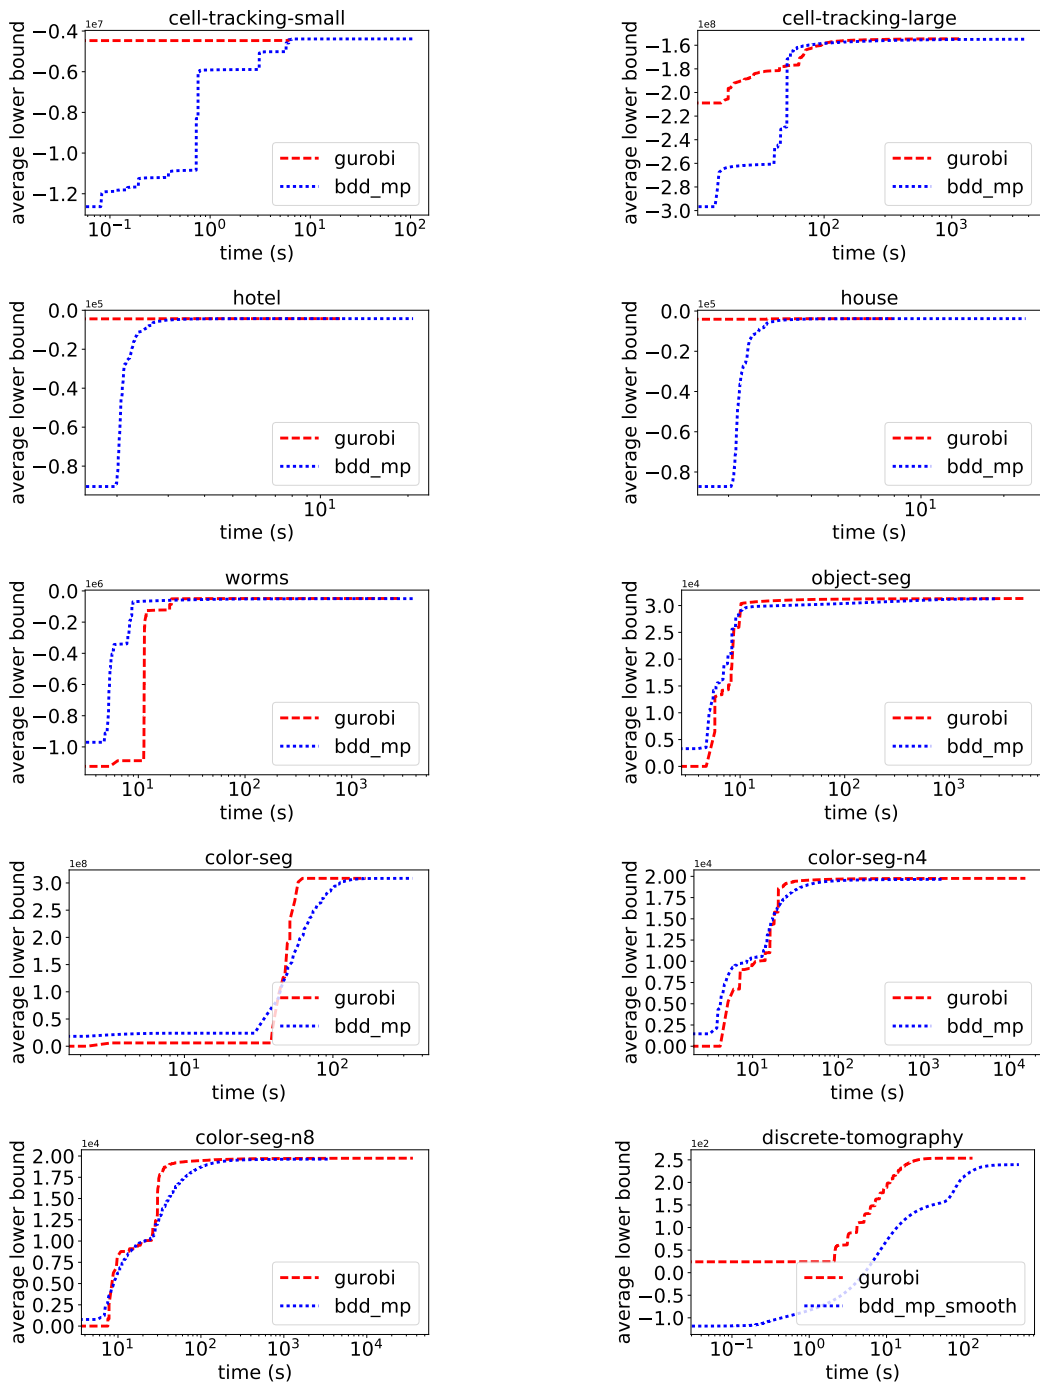 cell-tracking-small
1e7
average lower bound
−0.4
−0.6
−0.8
−1.0
−1.2
10⁻¹ 10⁰ 10¹ 10²
time (s)
gurobi
bdd_mp
cell-tracking-large
1e8
average lower bound
−1.6
−1.8
−2.0
−2.2
−2.4
−2.6
−2.8
−3.0
10² 10³
time (s)
gurobi
bdd_mp
hotel
1e5
average lower bound
0.0
−0.2
−0.4
−0.6
−0.8
10¹
time (s)
gurobi
bdd_mp
house
1e5
average lower bound
0.0
−0.2
−0.4
−0.6
−0.8
10¹
time (s)
gurobi
bdd_mp
worms
1e6
average lower bound
0.0
−0.2
−0.4
−0.6
−0.8
−1.0
10¹ 10² 10³
time (s)
gurobi
bdd_mp
object-seg
1e4
average lower bound
3.0
2.5
2.0
1.5
1.0
0.5
0.0
10¹ 10² 10³
time (s)
gurobi
bdd_mp
color-seg
1e8
average lower bound
3.0
2.5
2.0
1.5
1.0
0.5
0.0
10¹ 10²
time (s)
gurobi
bdd_mp
color-seg-n4
1e4
average lower bound
2.00
1.75
1.50
1.25
1.00
0.75
0.50
0.25
0.00
10¹ 10² 10³ 10⁴
time (s)
gurobi
bdd_mp
color-seg-n8
1e4
average lower bound
2.00
1.75
1.50
1.25
1.00
0.75
0.50
0.25
0.00
10¹ 10² 10³ 10⁴
time (s)
gurobi
bdd_mp
discrete-tomography
1e2
average lower bound
2.5
2.0
1.5
1.0
0.5
0.0
−0.5
−1.0
10⁻¹ 10⁰ 10¹ 10²
time (s)
gurobi
bdd_mp_smooth